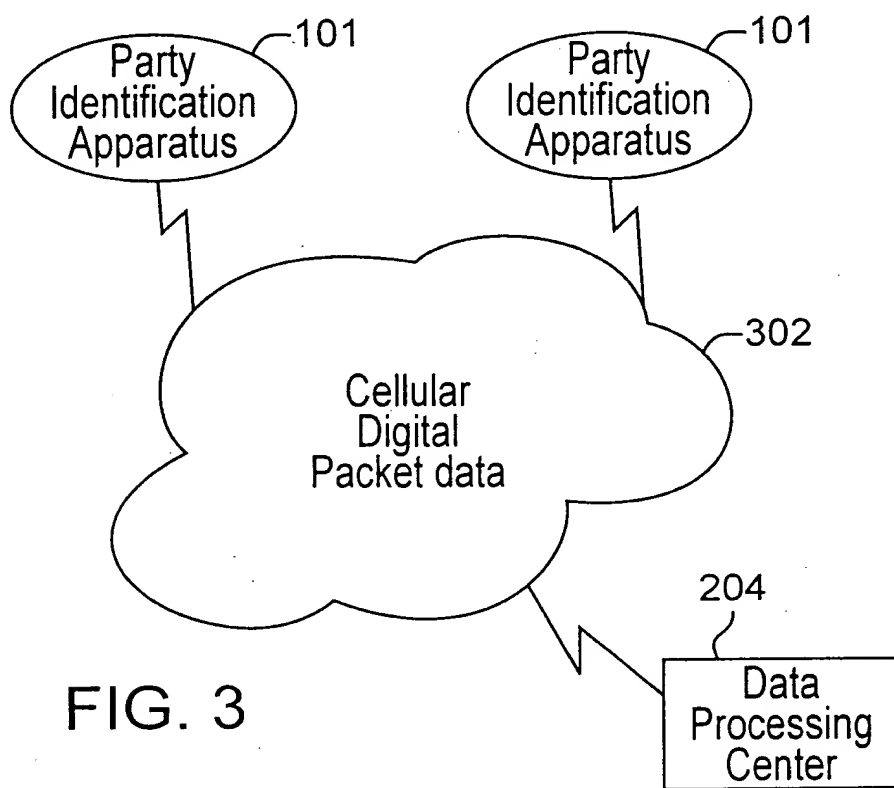 101
101
Party
Identification
Apparatus
Party
Identification
Apparatus
302
Cellular
Digital
Packet data
204
Data
Processing
Center
FIG. 3